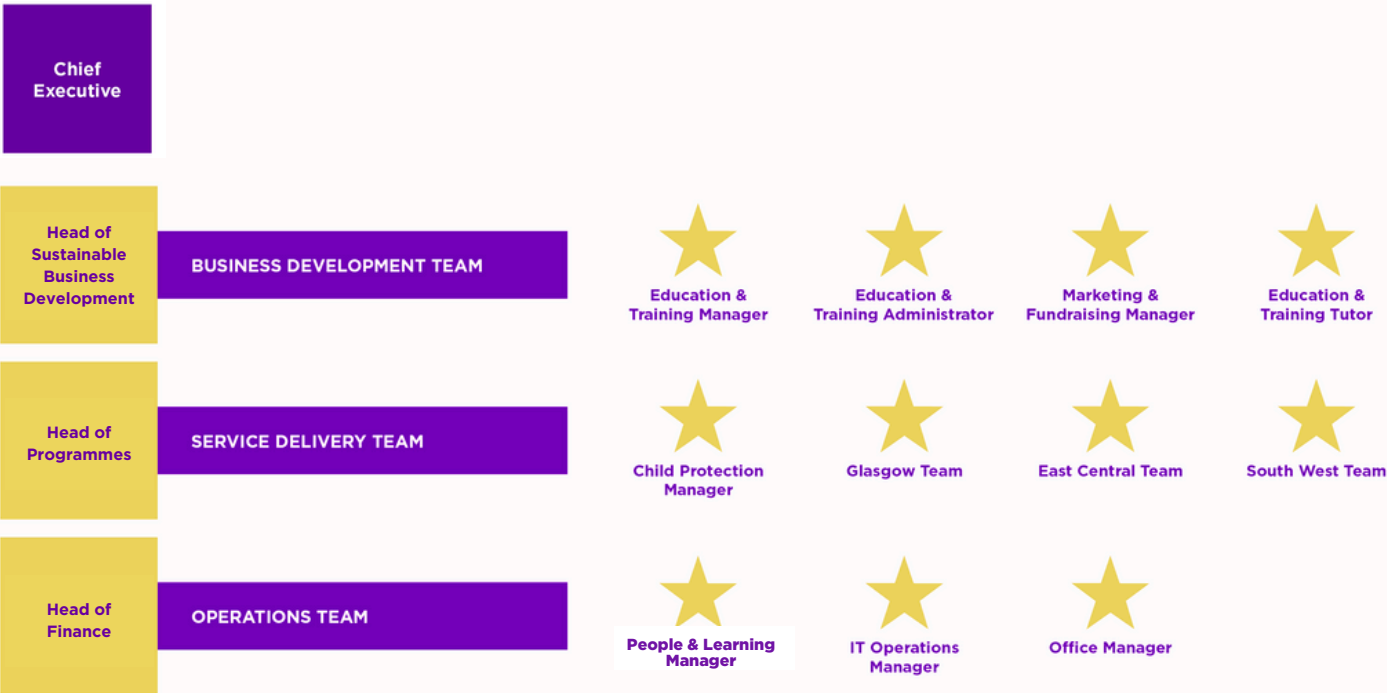 Chief
Executive
Head of
Sustainable
Business
Development
BUSINESS DEVELOPMENT TEAM
Education &
Training Manager
Education &
Training Administrator
Marketing &
Fundraising Manager
Education &
Training Tutor
Head of
Programmes
SERVICE DELIVERY TEAM
Child Protection
Manager
Glasgow Team
East Central Team
South West Team
Head of
Finance
OPERATIONS TEAM
People & Learning
Manager
IT Operations
Manager
Office Manager